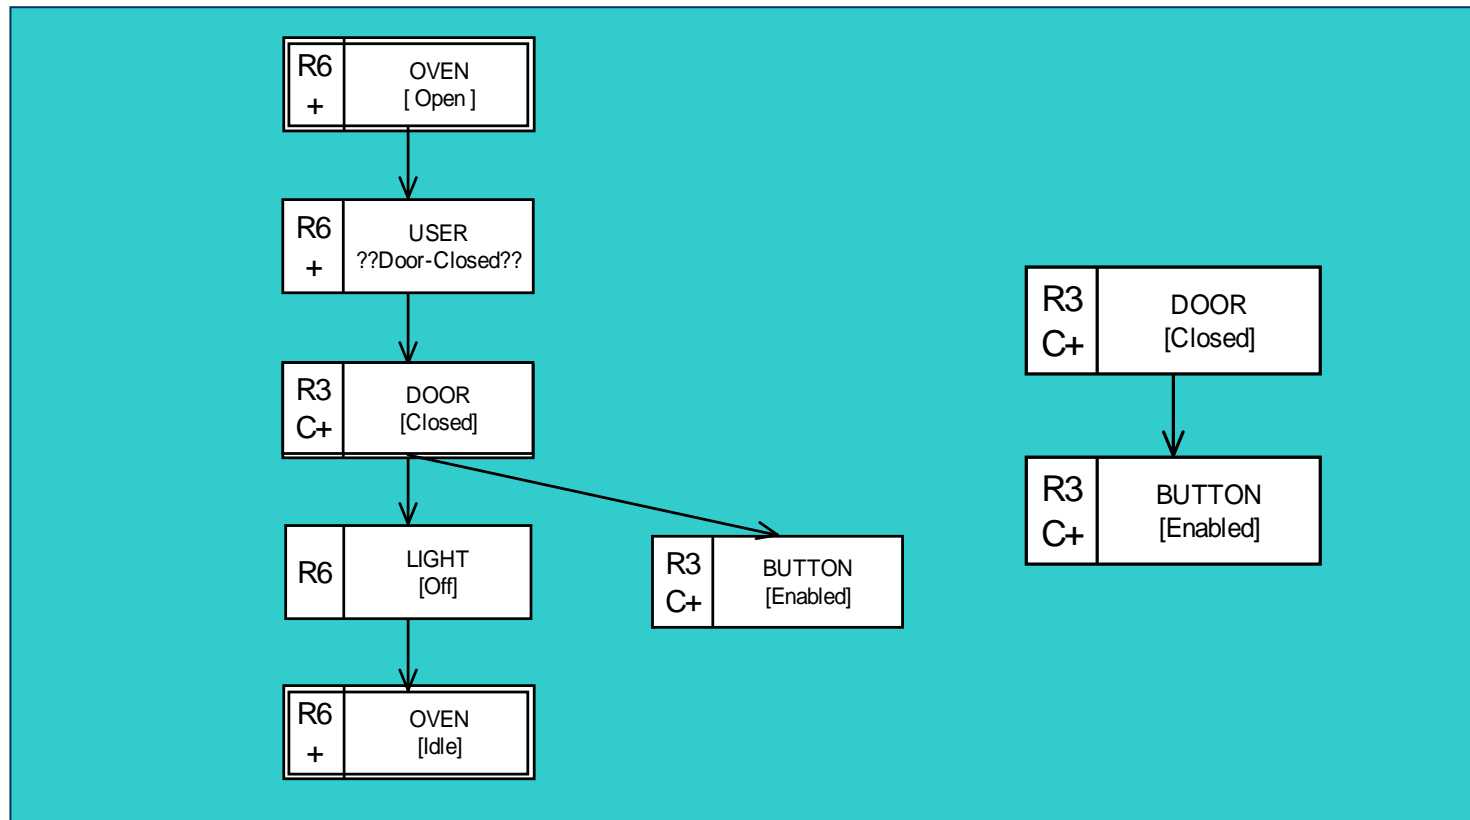 R6
+
OVEN
[ Open ]
R6
+
USER
??Door-Closed??
R3
C+
DOOR
[Closed]
R6
LIGHT
[Off]
R3
C+
BUTTON
[Enabled]
R6
+
OVEN
[Idle]
R3
C+
DOOR
[Closed]
R3
C+
BUTTON
[Enabled]